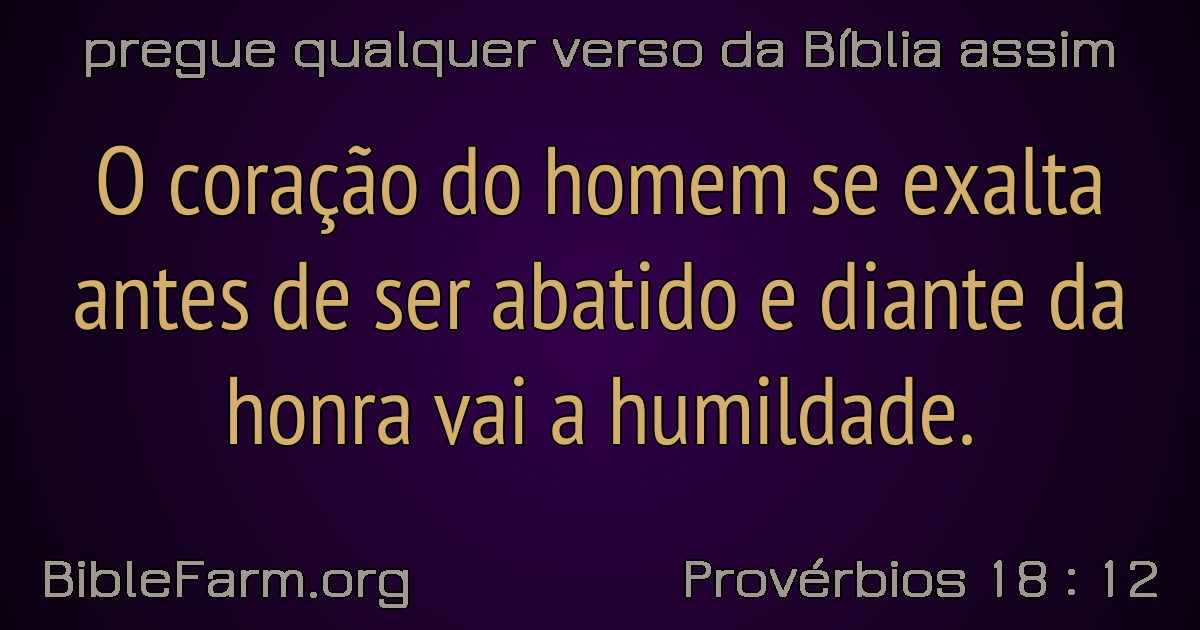 pregue qualquer verso da Bíblia assim
O coração do homem se exalta
antes de ser abatido e diante da
honra vai a humildade.
BibleFarm.org
Provérbios 18 : 12